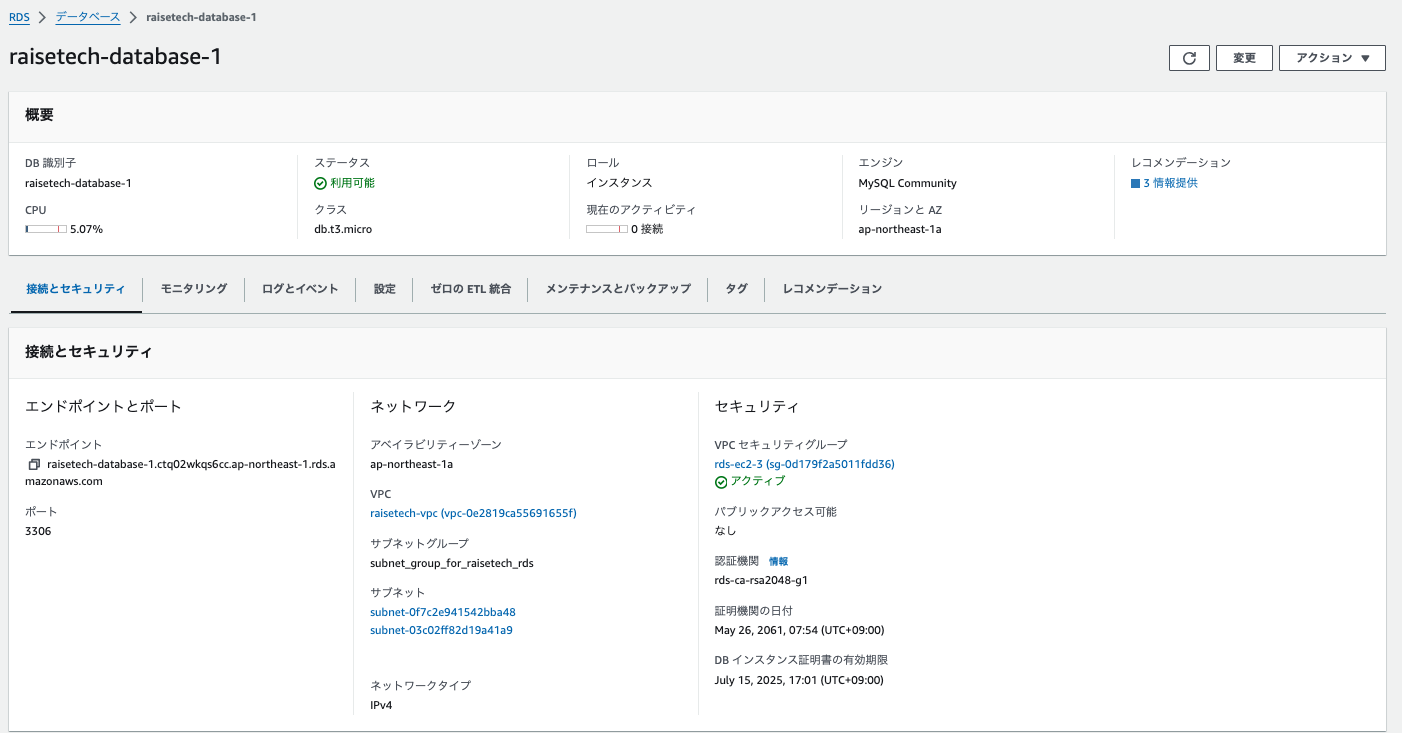 RDS > データベース > raisetech-database-1
raisetech-database-1
変更
アクション ▼
概要
DB 識別子
raisetech-database-1
CPU
5.07%
ステータス
利用可能
クラス
db.t3.micro
ロール
インスタンス
現在のアクティビティ
0 接続
エンジン
MySQL Community
リージョンと AZ
ap-northeast-1a
レコメンデーション
3 情報提供
接続とセキュリティ
モニタリング
ログとイベント
設定
ゼロの ETL 統合
メンテナンスとバックアップ
タグ
レコメンデーション
接続とセキュリティ
エンドポイントとポート
エンドポイント
raisetech-database-1.ctq02wkqs6cc.ap-northeast-1.rds.a
mazonaws.com
ポート
3306
ネットワーク
アベイラビリティーゾーン
ap-northeast-1a
VPC
raisetech-vpc (vpc-0e2819ca55691655f)
サブネットグループ
subnet_group_for_raisetech_rds
サブネット
subnet-0f7c2e941542bba48
subnet-03c02ff82d19a41a9
ネットワークタイプ
IPv4
セキュリティ
VPC セキュリティグループ
rds-ec2-3 (sg-0d179f2a5011fdd36)
アクティブ
パブリックアクセス可能
なし
認証機関 情報
rds-ca-rsa2048-g1
証明機関の日付
May 26, 2061, 07:54 (UTC+09:00)
DB インスタンス証明書の有効期限
July 15, 2025, 17:01 (UTC+09:00)